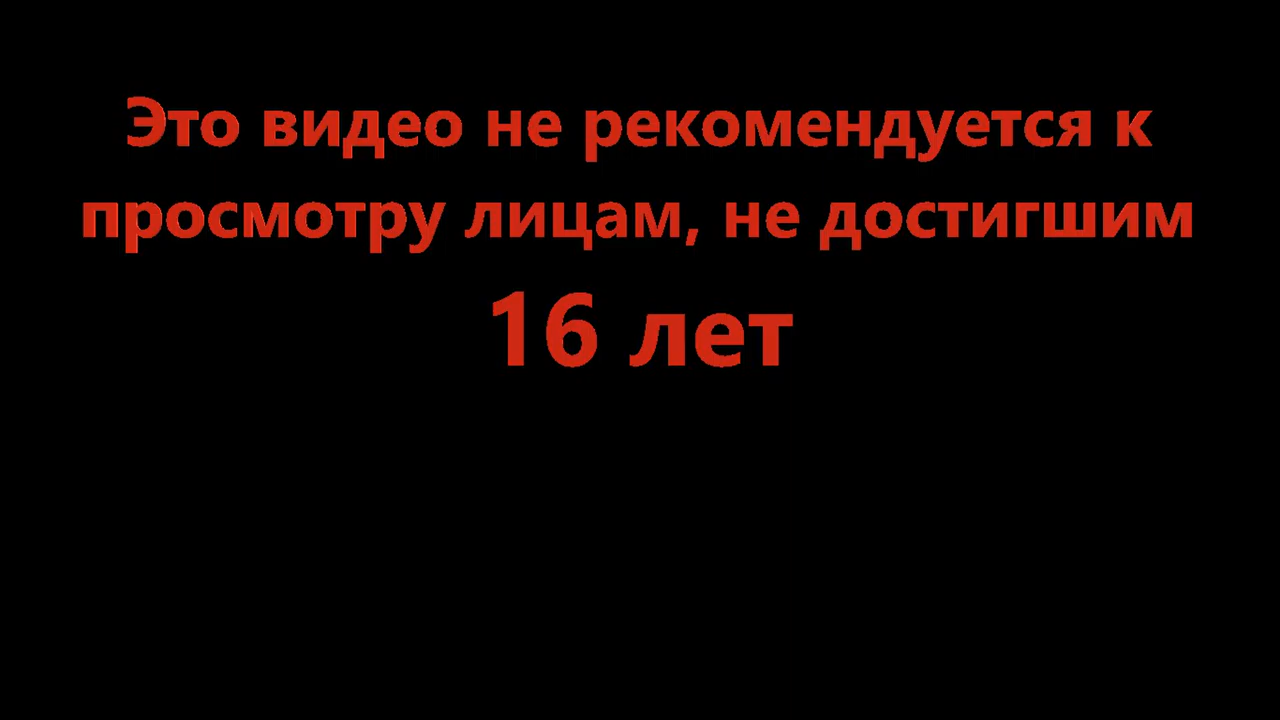 Это видео не рекомендуется к
просмотру лицам, не достигшим
16 лет